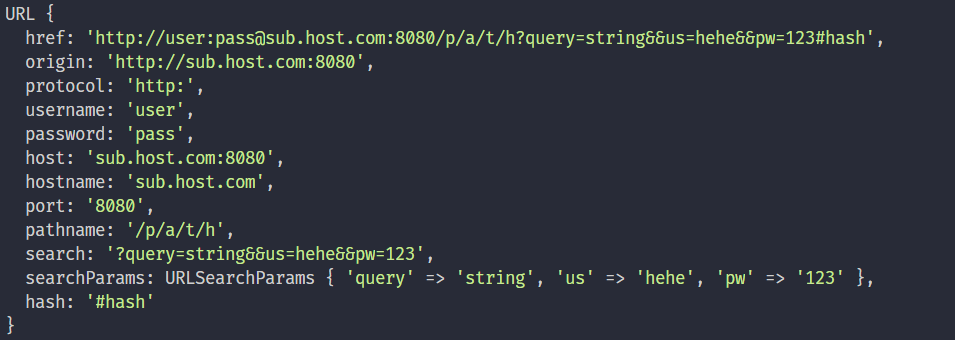 URL {
  href: 'http://user:pass@sub.host.com:8080/p/a/t/h?query=string&&us=hehe&&pw=123#hash',
  origin: 'http://sub.host.com:8080',
  protocol: 'http:',
  username: 'user',
  password: 'pass',
  host: 'sub.host.com:8080',
  hostname: 'sub.host.com',
  port: '8080',
  pathname: '/p/a/t/h',
  search: '?query=string&&us=hehe&&pw=123',
  searchParams: URLSearchParams { 'query' => 'string', 'us' => 'hehe', 'pw' => '123' },
  hash: '#hash'
}